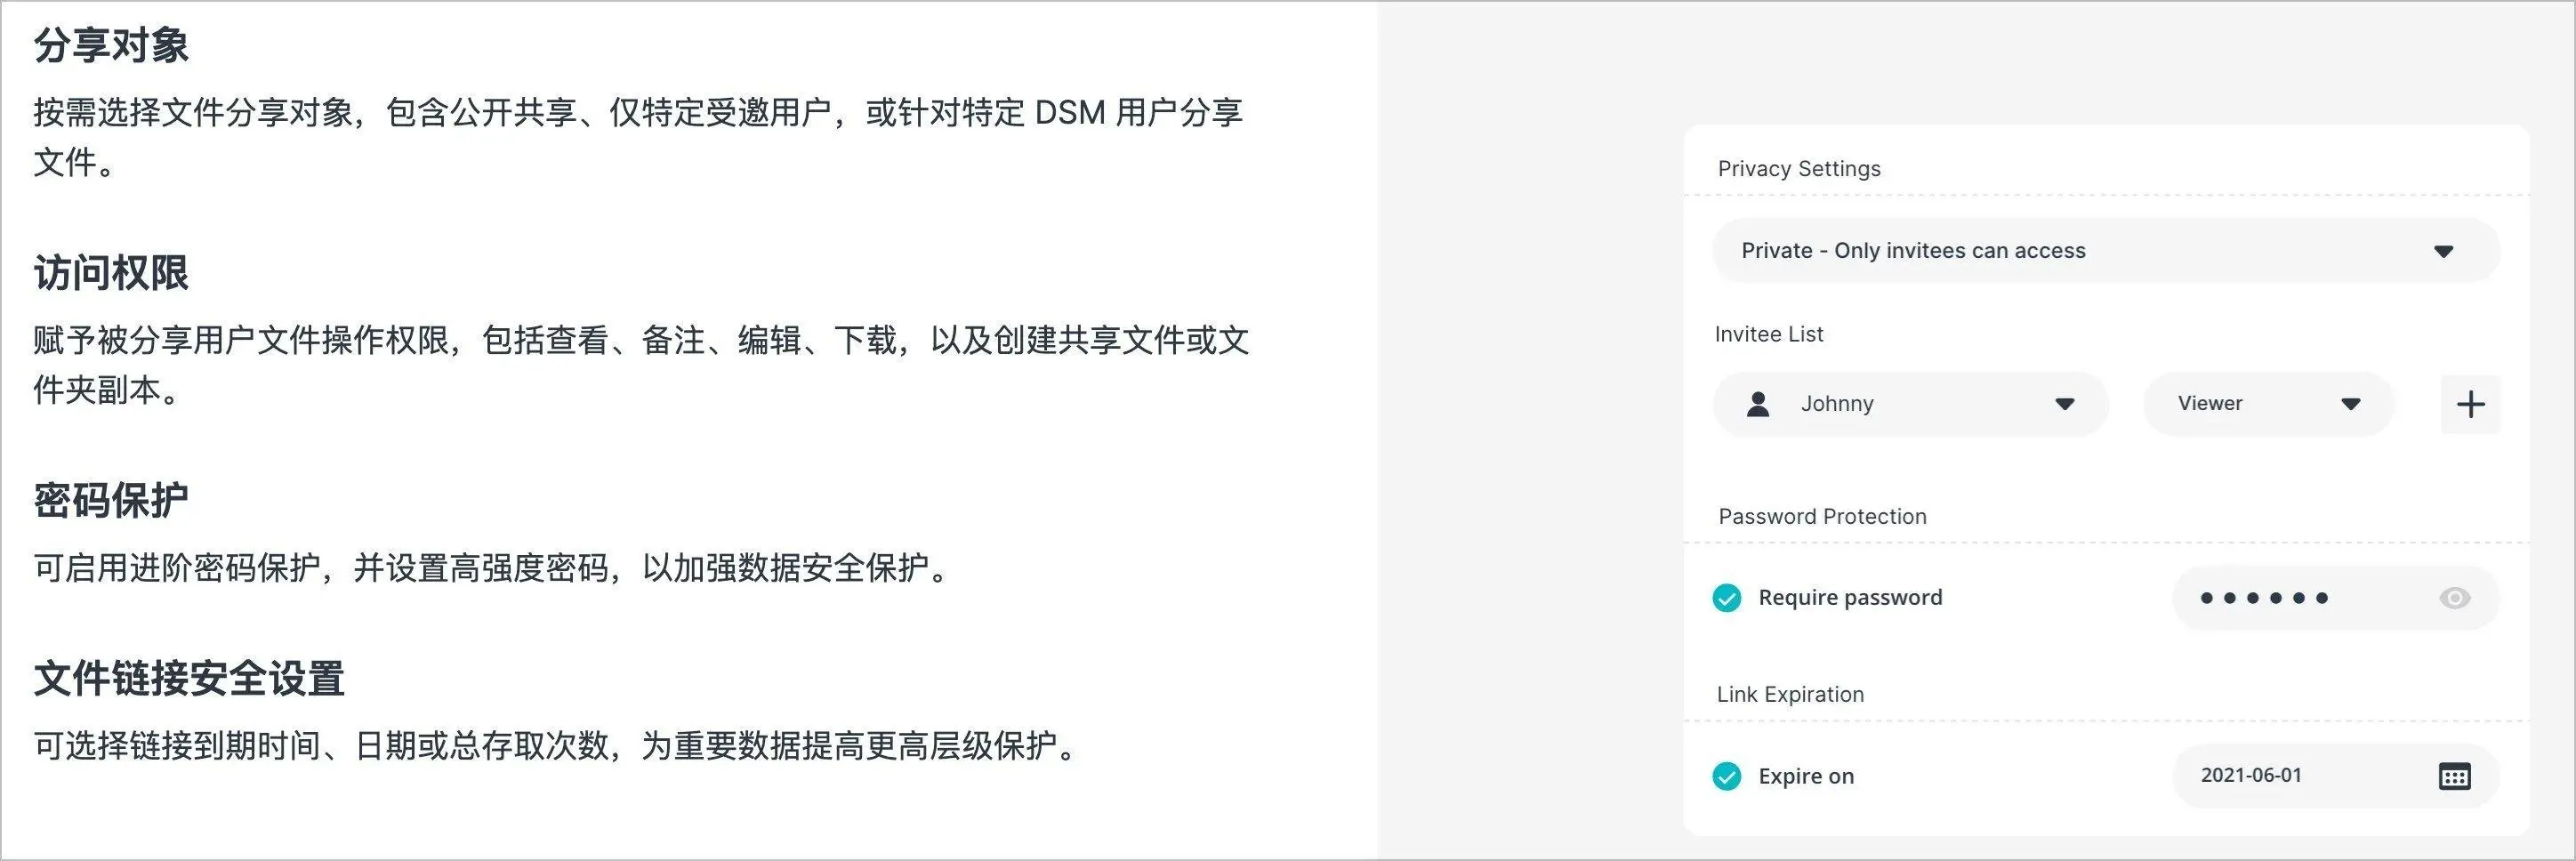 分享对象
按需选择文件分享对象，包含公开共享、仅特定受邀用户，或针对特定 DSM 用户分享
文件。
访问权限
赋予被分享用户文件操作权限，包括查看、备注、编辑、下载，以及创建共享文件或文
件夹副本。
密码保护
可启用进阶密码保护，并设置高强度密码，以加强数据安全保护。
文件链接安全设置
可选择链接到期时间、日期或总存取次数，为重要数据提高更高层级保护。
Privacy Settings
Private - Only invitees can access
Invitee List
Johnny Viewer
Password Protection
Require password
Link Expiration
Expire on 2021-06-01